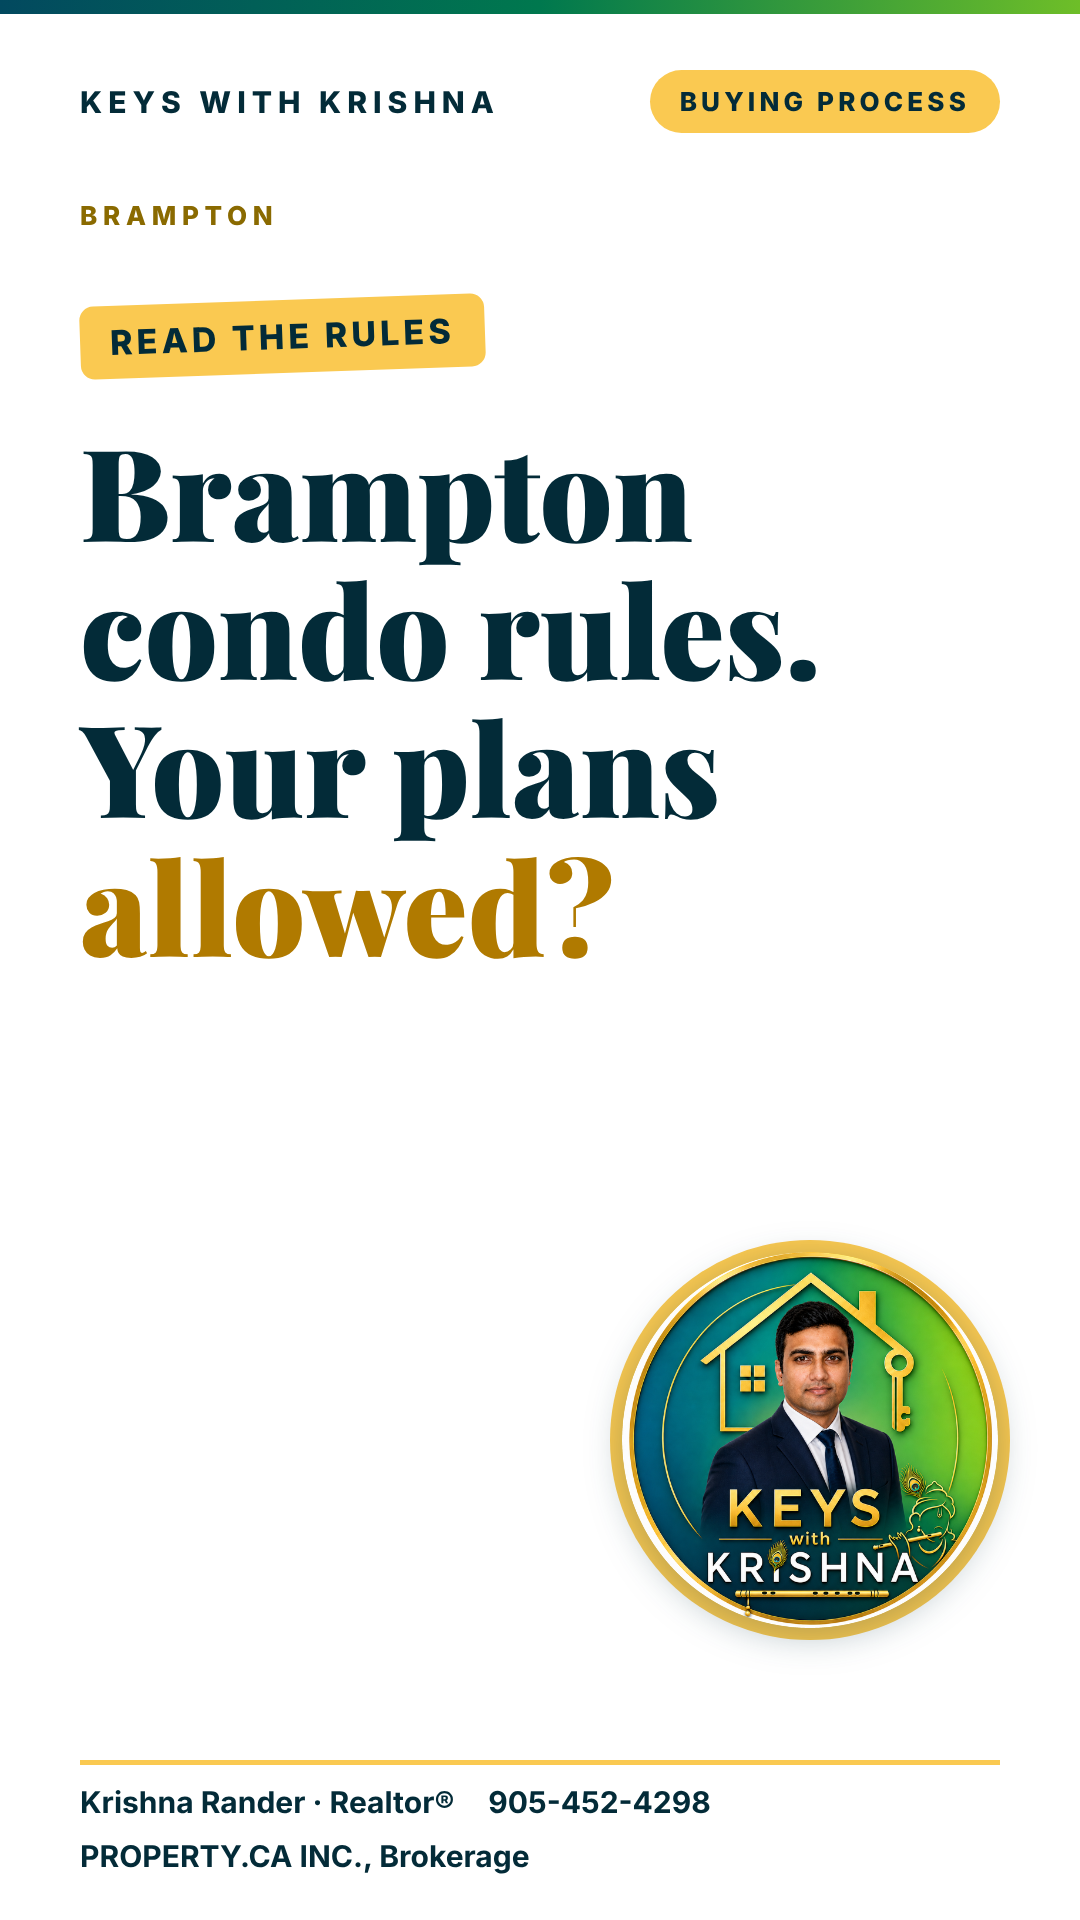 KEYS WITH KRISHNA
BUYING PROCESS
BRAMPTON
READ THE RULES
Brampton
condo rules.
Your plans
allowed?
KEYS
with
KRISHNA
Krishna Rander · Realtor® 905-452-4298
PROPERTY.CA INC., Brokerage